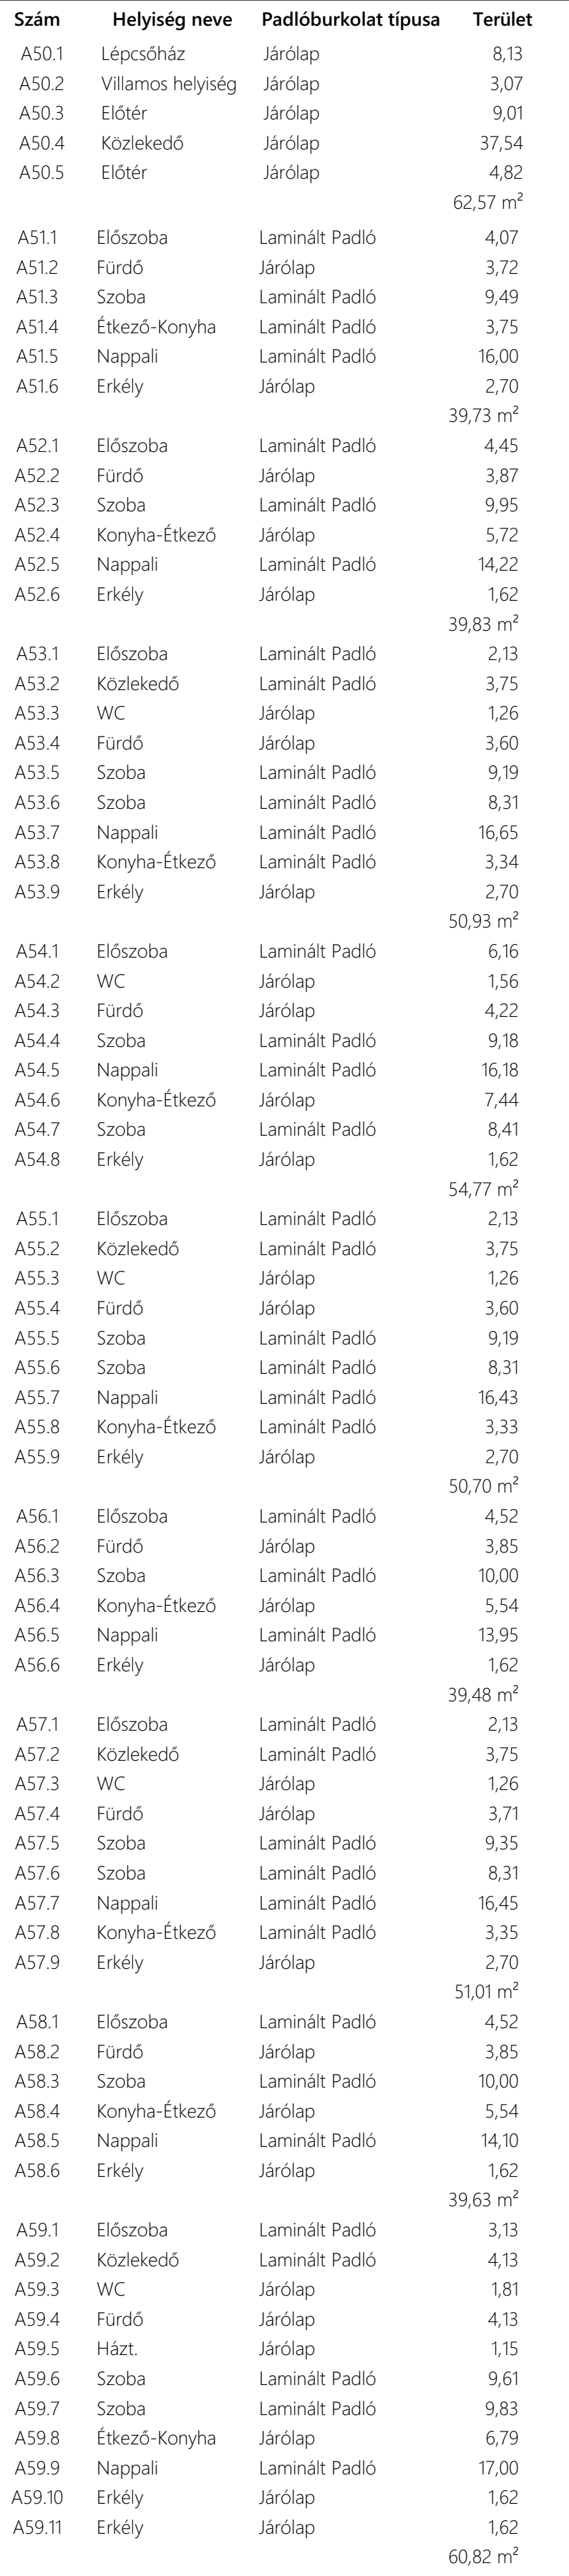 Szám Helyiség neve Padlóburkolat típusa Terület
A50.1 Lépcsőház Járólap 8,13
A50.2 Villamos helyiség Járólap 3,07
A50.3 Előtér Járólap 9,01
A50.4 Közlekedő Járólap 37,54
A50.5 Előtér Járólap 4,82
62,57 m²
A51.1 Előszoba Laminált Padló 4,07
A51.2 Fürdő Járólap 3,72
A51.3 Szoba Laminált Padló 9,49
A51.4 Étkező-Konyha Laminált Padló 3,75
A51.5 Nappali Laminált Padló 16,00
A51.6 Erkély Járólap 2,70
39,73 m²
A52.1 Előszoba Laminált Padló 4,45
A52.2 Fürdő Járólap 3,87
A52.3 Szoba Laminált Padló 9,95
A52.4 Konyha-Étkező Járólap 5,72
A52.5 Nappali Laminált Padló 14,22
A52.6 Erkély Járólap 1,62
39,83 m²
A53.1 Előszoba Laminált Padló 2,13
A53.2 Közlekedő Laminált Padló 3,75
A53.3 WC Járólap 1,26
A53.4 Fürdő Járólap 3,60
A53.5 Szoba Laminált Padló 9,19
A53.6 Szoba Laminált Padló 8,31
A53.7 Nappali Laminált Padló 16,65
A53.8 Konyha-Étkező Laminált Padló 3,34
A53.9 Erkély Járólap 2,70
50,93 m²
A54.1 Előszoba Laminált Padló 6,16
A54.2 WC Járólap 1,56
A54.3 Fürdő Járólap 4,22
A54.4 Szoba Laminált Padló 9,18
A54.5 Nappali Laminált Padló 16,18
A54.6 Konyha-Étkező Járólap 7,44
A54.7 Szoba Laminált Padló 8,41
A54.8 Erkély Járólap 1,62
54,77 m²
A55.1 Előszoba Laminált Padló 2,13
A55.2 Közlekedő Laminált Padló 3,75
A55.3 WC Járólap 1,26
A55.4 Fürdő Járólap 3,60
A55.5 Szoba Laminált Padló 9,19
A55.6 Szoba Laminált Padló 8,31
A55.7 Nappali Laminált Padló 16,43
A55.8 Konyha-Étkező Laminált Padló 3,33
A55.9 Erkély Járólap 2,70
50,70 m²
A56.1 Előszoba Laminált Padló 4,52
A56.2 Fürdő Járólap 3,85
A56.3 Szoba Laminált Padló 10,00
A56.4 Konyha-Étkező Járólap 5,54
A56.5 Nappali Laminált Padló 13,95
A56.6 Erkély Járólap 1,62
39,48 m²
A57.1 Előszoba Laminált Padló 2,13
A57.2 Közlekedő Laminált Padló 3,75
A57.3 WC Járólap 1,26
A57.4 Fürdő Járólap 3,71
A57.5 Szoba Laminált Padló 9,35
A57.6 Szoba Laminált Padló 8,31
A57.7 Nappali Laminált Padló 16,45
A57.8 Konyha-Étkező Laminált Padló 3,35
A57.9 Erkély Járólap 2,70
51,01 m²
A58.1 Előszoba Laminált Padló 4,52
A58.2 Fürdő Járólap 3,85
A58.3 Szoba Laminált Padló 10,00
A58.4 Konyha-Étkező Járólap 5,54
A58.5 Nappali Laminált Padló 14,10
A58.6 Erkély Járólap 1,62
39,63 m²
A59.1 Előszoba Laminált Padló 3,13
A59.2 Közlekedő Laminált Padló 4,13
A59.3 WC Járólap 1,81
A59.4 Fürdő Járólap 4,13
A59.5 Házt. Járólap 1,15
A59.6 Szoba Laminált Padló 9,61
A59.7 Szoba Laminált Padló 9,83
A59.8 Étkező-Konyha Járólap 6,79
A59.9 Nappali Laminált Padló 17,00
A59.10 Erkély Járólap 1,62
A59.11 Erkély Járólap 1,62
60,82 m²